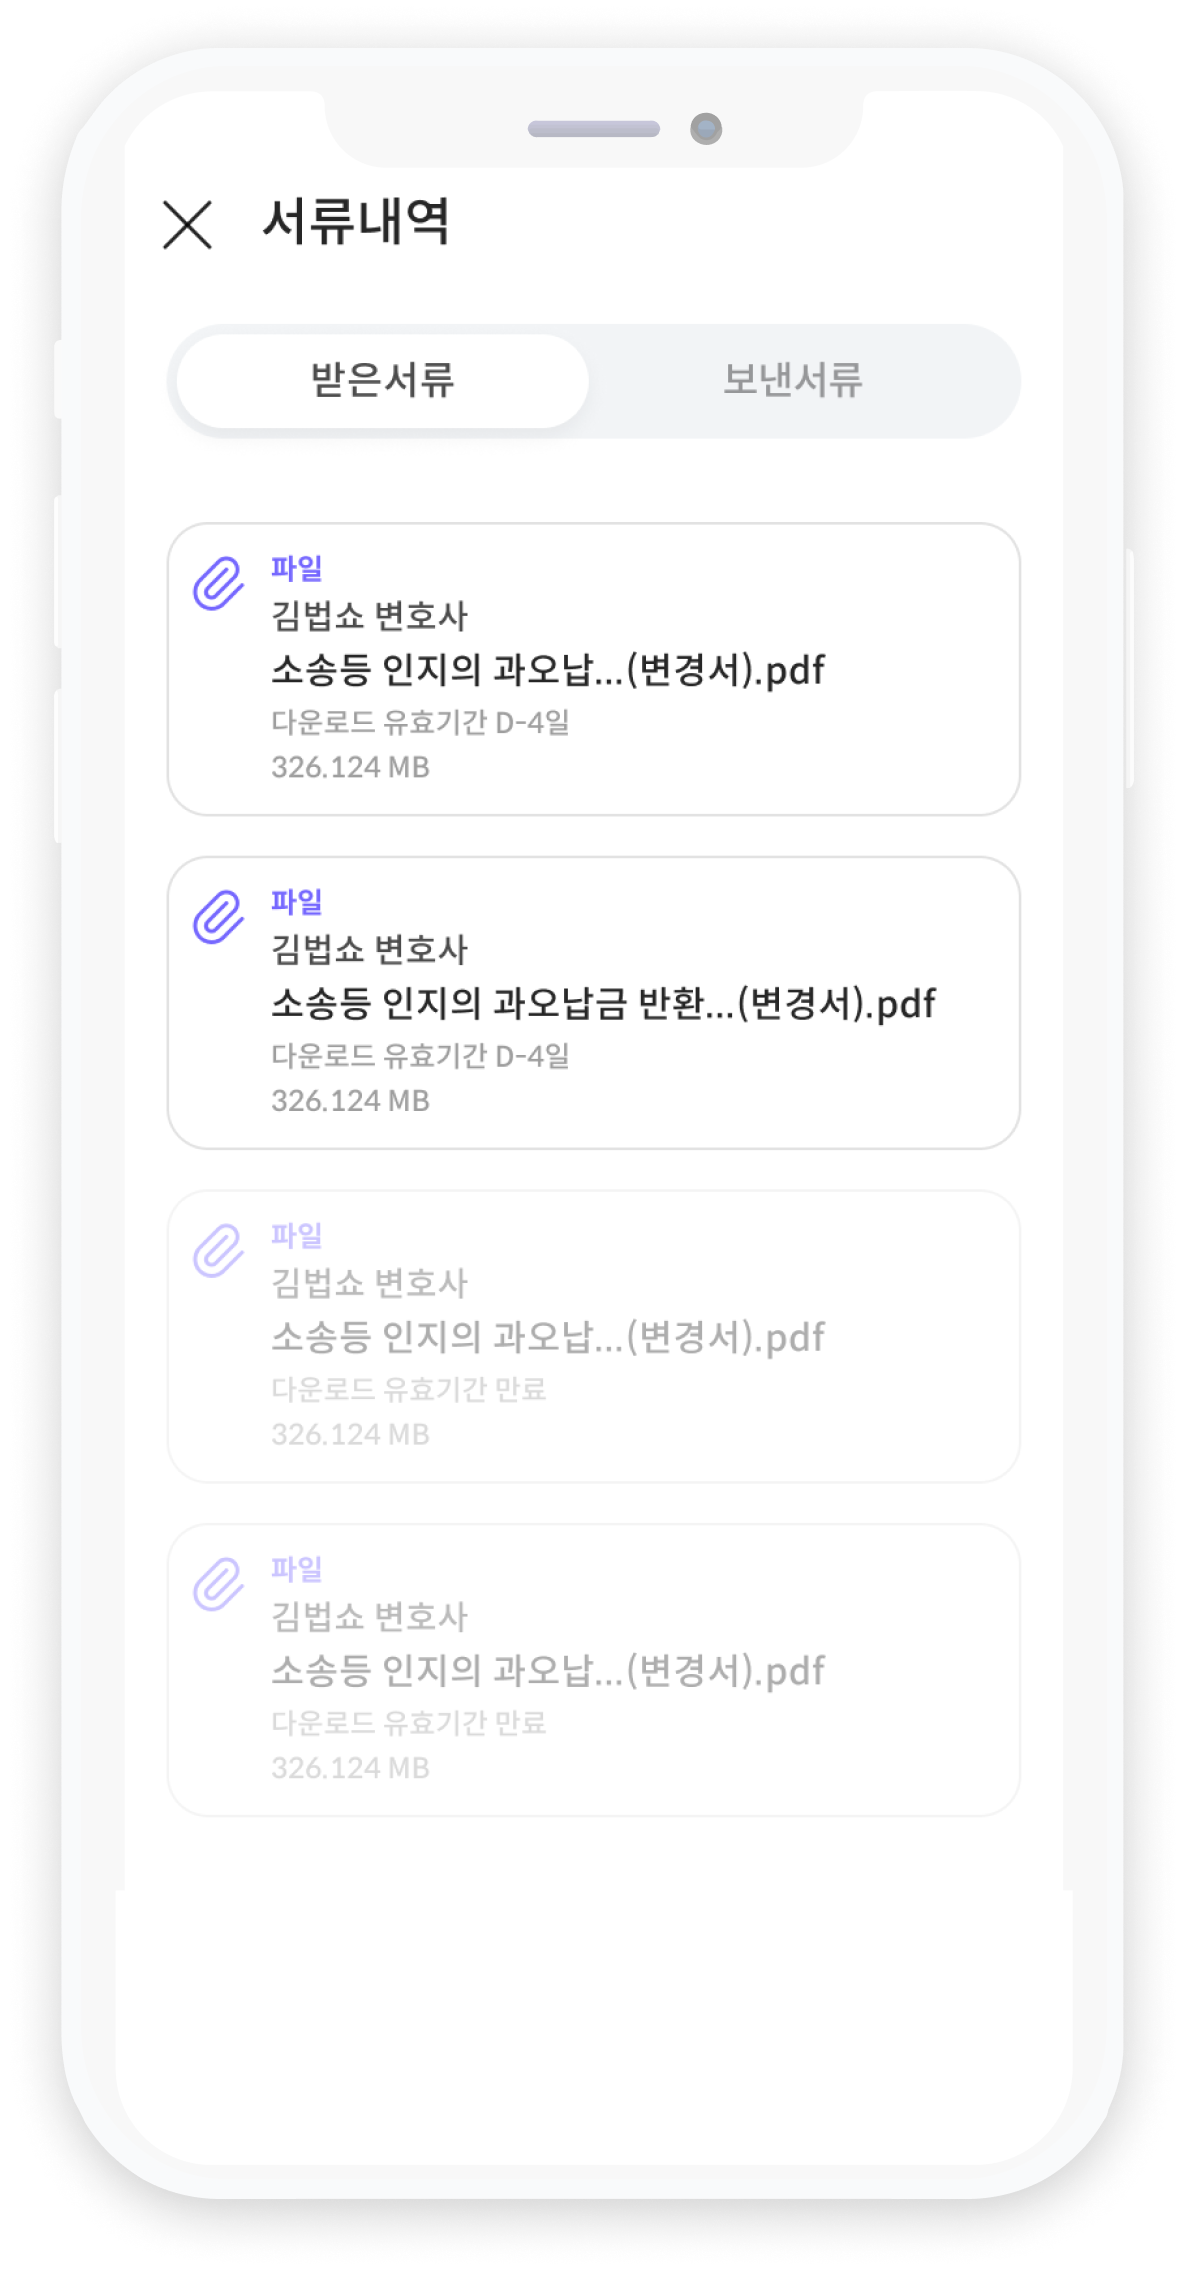 서류내역
받은서류
보낸서류
파일
김법쇼 변호사
소송등 인지의 과오납...(변경서).pdf
다운로드 유효기간 D-4일
326.124 MB
파일
김법쇼 변호사
소송등 인지의 과오납금 반환...(변경서).pdf
다운로드 유효기간 D-4일
326.124 MB
파일
김법쇼 변호사
소송등 인지의 과오납...(변경서).pdf
다운로드 유효기간 만료
326.124 MB
파일
김법쇼 변호사
소송등 인지의 과오납...(변경서).pdf
다운로드 유효기간 만료
326.124 MB